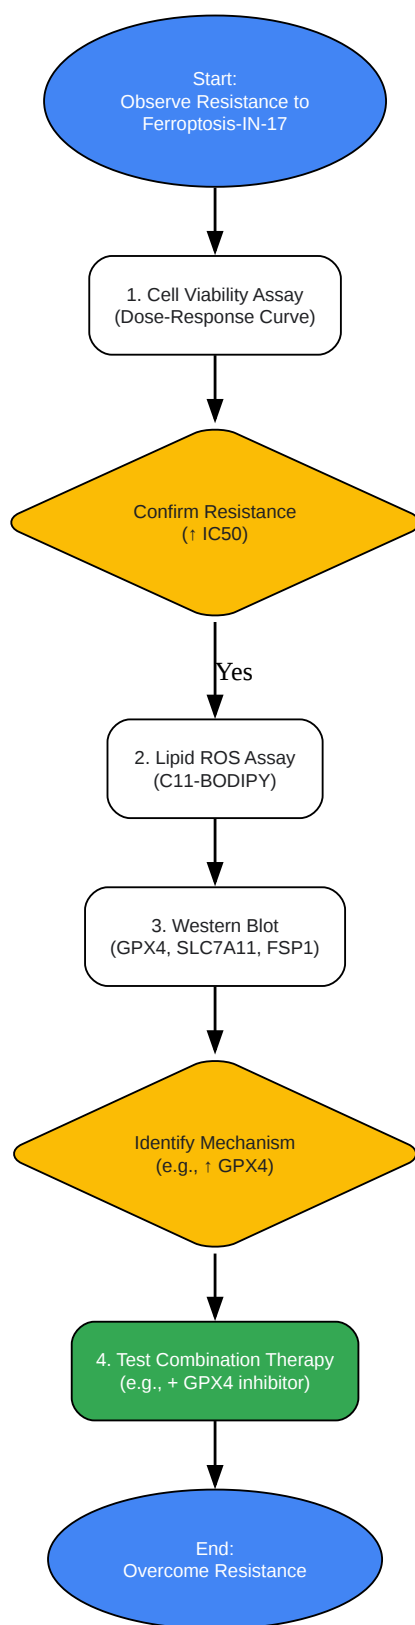 Start:
Observe Resistance to
Ferroptosis-IN-17
1. Cell Viability Assay
(Dose-Response Curve)
Confirm Resistance
(↑ IC50)
Yes
2. Lipid ROS Assay
(C11-BODIPY)
3. Western Blot
(GPX4, SLC7A11, FSP1)
Identify Mechanism
(e.g., ↑ GPX4)
4. Test Combination Therapy
(e.g., + GPX4 inhibitor)
End:
Overcome Resistance